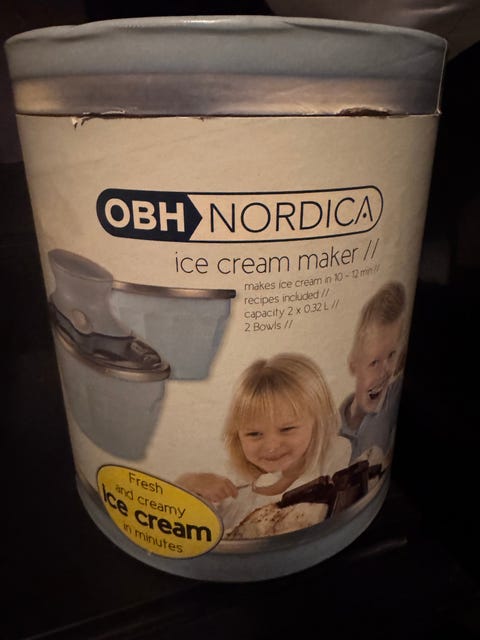 OBH NORDICA
ice cream maker //
makes ice cream in 10 - 12 min //
recipes included //
capacity 2 x 0.32 L //
2 Bowls //
Fresh
and creamy
Ice cream
in minutes